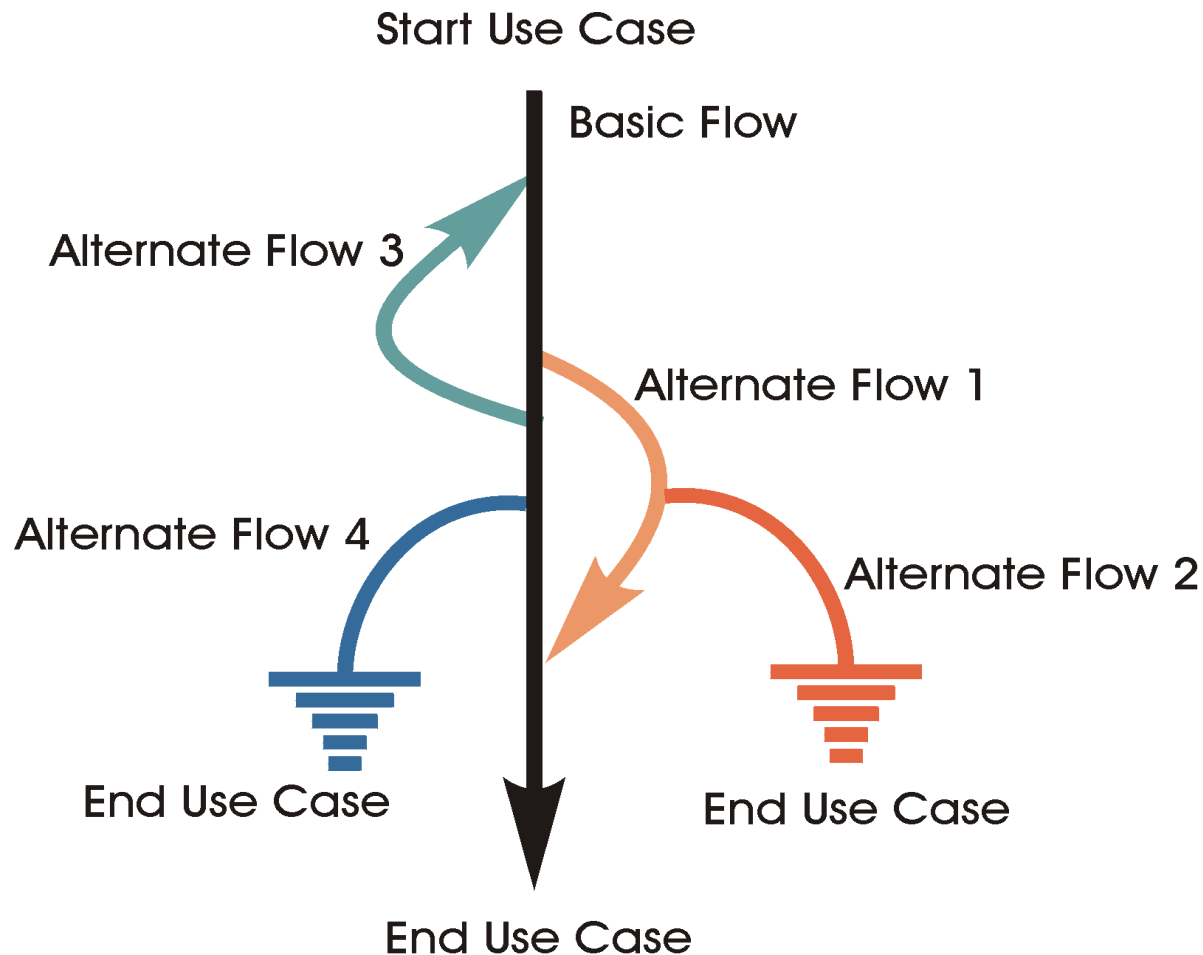 Start Use Case
Basic Flow
Alternate Flow 3
Alternate Flow 1
Alternate Flow 4
Alternate Flow 2
End Use Case
End Use Case
End Use Case